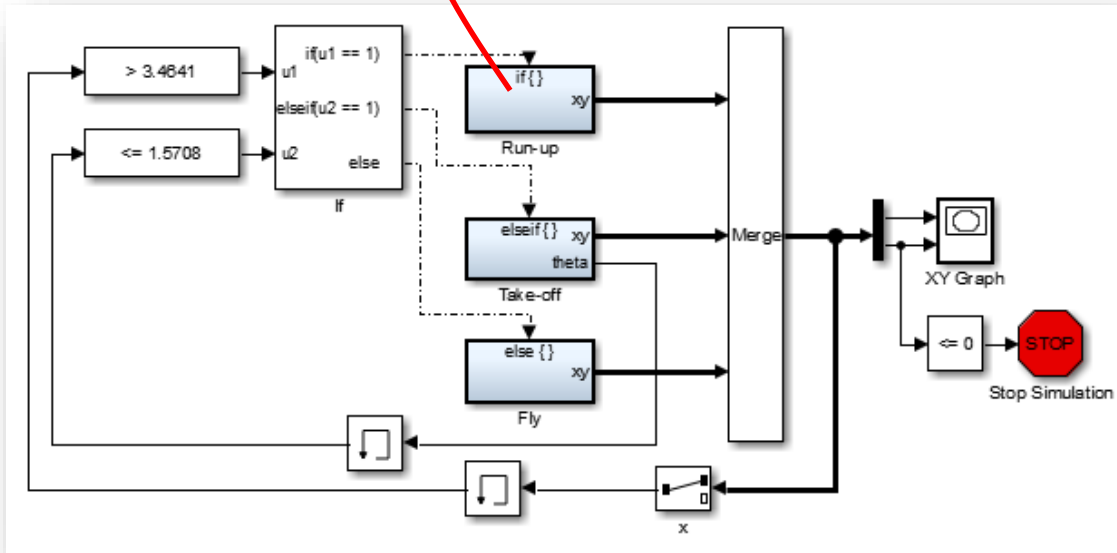 > 3.4641
<= 1.5708
u1
u2
if(u1 == 1)
elseif(u2 == 1)
else
If
if { }
xy
Run-up
elseif { }
xy
theta
Take-off
else { }
xy
Fly
Merge
XY Graph
<= 0
STOP
Stop Simulation
x